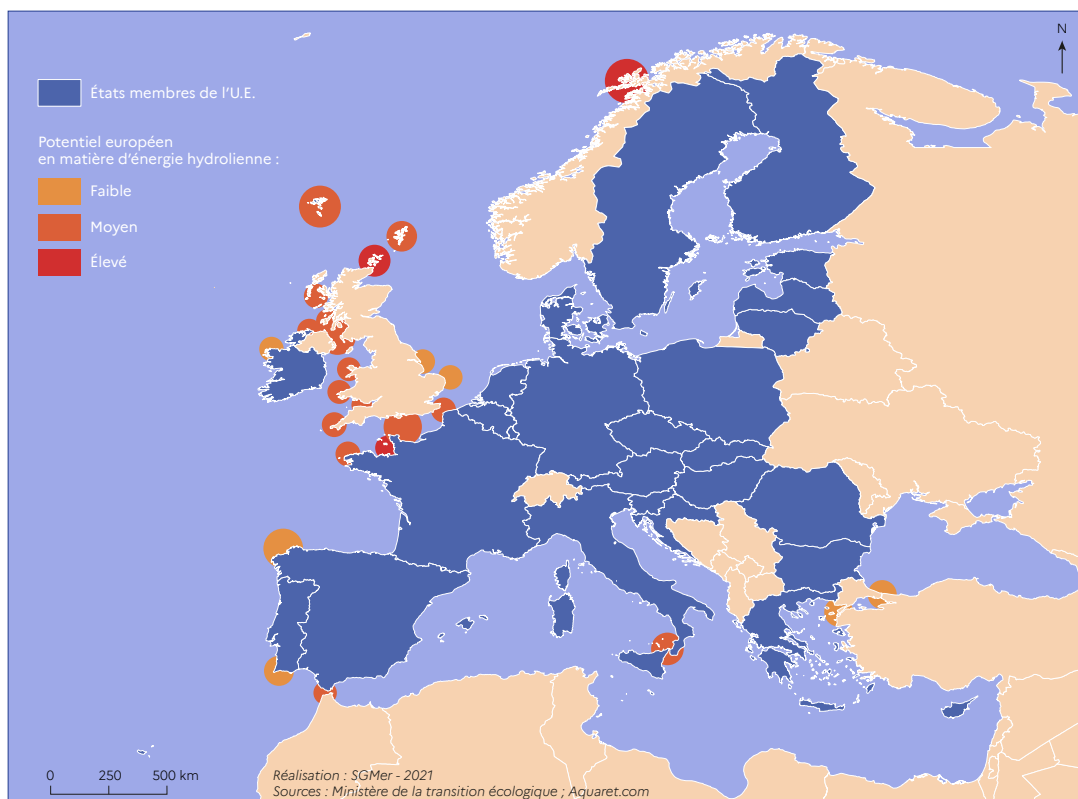 N
États membres de l'U.E.
Potentiel européen
en matière d'énergie hydrolienne :
Faible
Moyen
Élevé
0 250 500 km
Réalisation : SGMer - 2021
Sources : Ministère de la transition écologique ; Aquaret.com